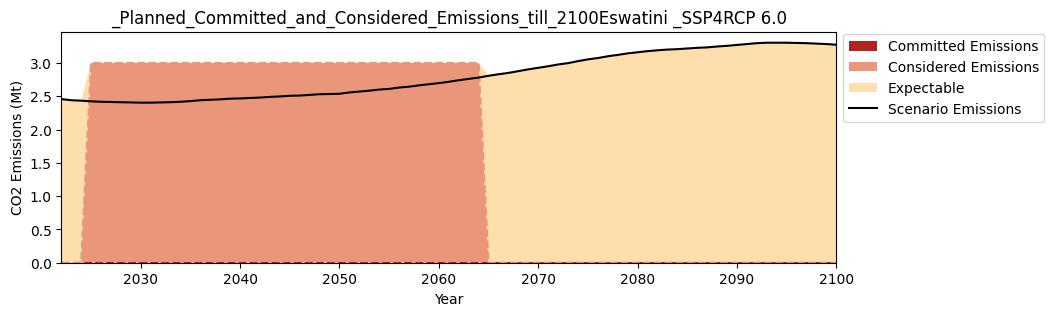 _Planned_Committed_and_Considered_Emissions_till_2100Eswatini _SSP4RCP 6.0
CO2 Emissions (Mt)
3.0
2.5
2.0
1.5
1.0
0.5
0.0
2030 2040 2050 2060 2070 2080 2090 2100
Year
Committed Emissions
Considered Emissions
Expectable
Scenario Emissions